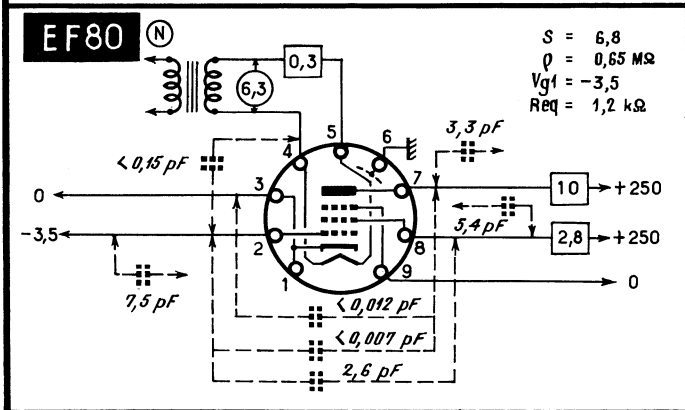 EF80 N
S = 6,8
ρ = 0,65 MΩ
Vg1 = -3,5
Req = 1,2 kΩ
0,3
6,3
5 6
3,3 pF
4
<0,15 pF
7
0
3
10 +250
5,4 pF
-3,5
2
8
2,8 +250
1
9
0
7,5 pF
<0,012 pF
<0,007 pF
2,6 pF